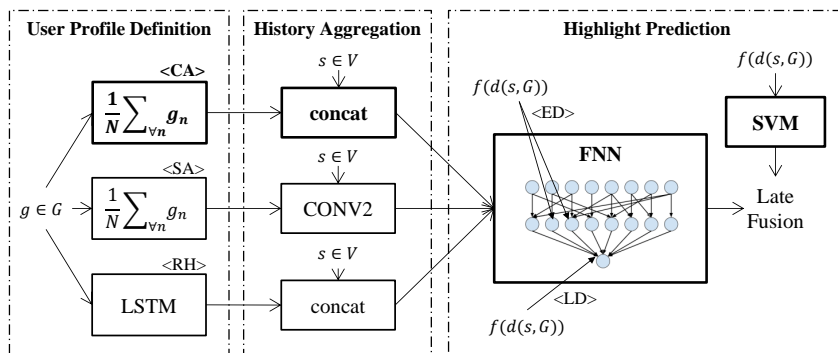 User Profile Definition
History Aggregation
Highlight Prediction
<CA>
1/N ∑∀n gn
<SA>
1/N ∑∀n gn
g ∈ G
<RH>
LSTM
s ∈ V
concat
s ∈ V
CONV2
s ∈ V
concat
f(d(s, G))
<ED>
FNN
<LD>
f(d(s, G))
f(d(s, G))
SVM
Late
Fusion